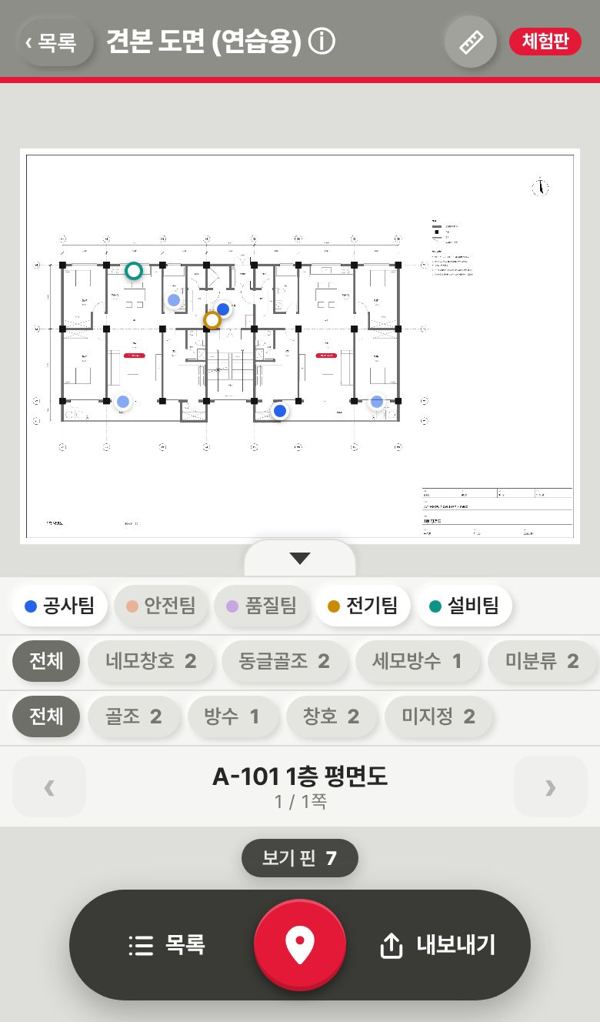 ‹ 목록 견본 도면 (연습용) ⓘ 체험판
공사팀 안전팀 품질팀 전기팀 설비팀
전체 네모창호 2 동글골조 2 세모방수 1 미분류 2
전체 골조 2 방수 1 창호 2 미지정 2
‹ A-101 1층 평면도 ›
1 / 1쪽
보기 핀 7
목록 내보내기